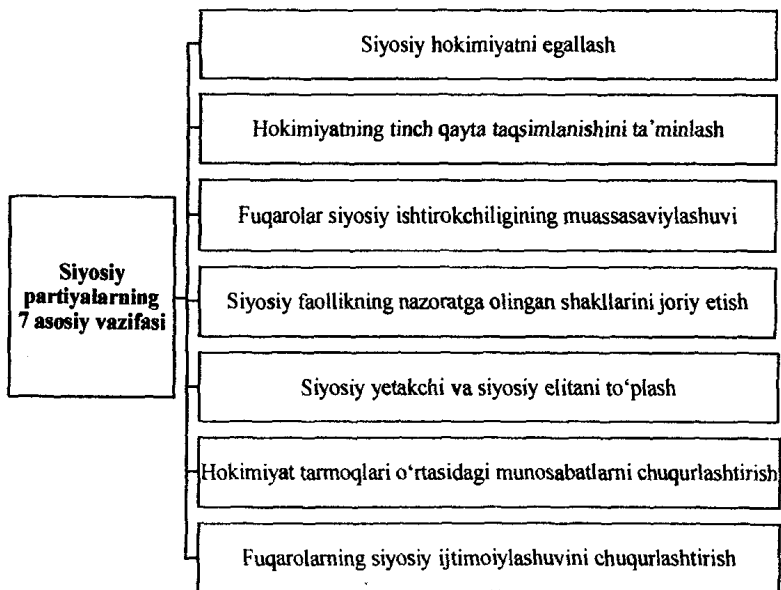 Siyosiy hokimiyatni egallash
Hokimiyatning tinch qayta taqsimlanishini ta’minlash
Fuqarolar siyosiy ishtirokchiligining muassasaviylashuvi
Siyosiy
partiyalarning
7 asosiy vazifasi
Siyosiy faollikning nazoratga olingan shakllarini joriy etish
Siyosiy yetakchi va siyosiy elitani to‘plash
Hokimiyat tarmoqlari o‘rtasidagi munosabatlarni chuqurlashtirish
Fuqarolarning siyosiy ijtimoiylashuvini chuqurlashtirish